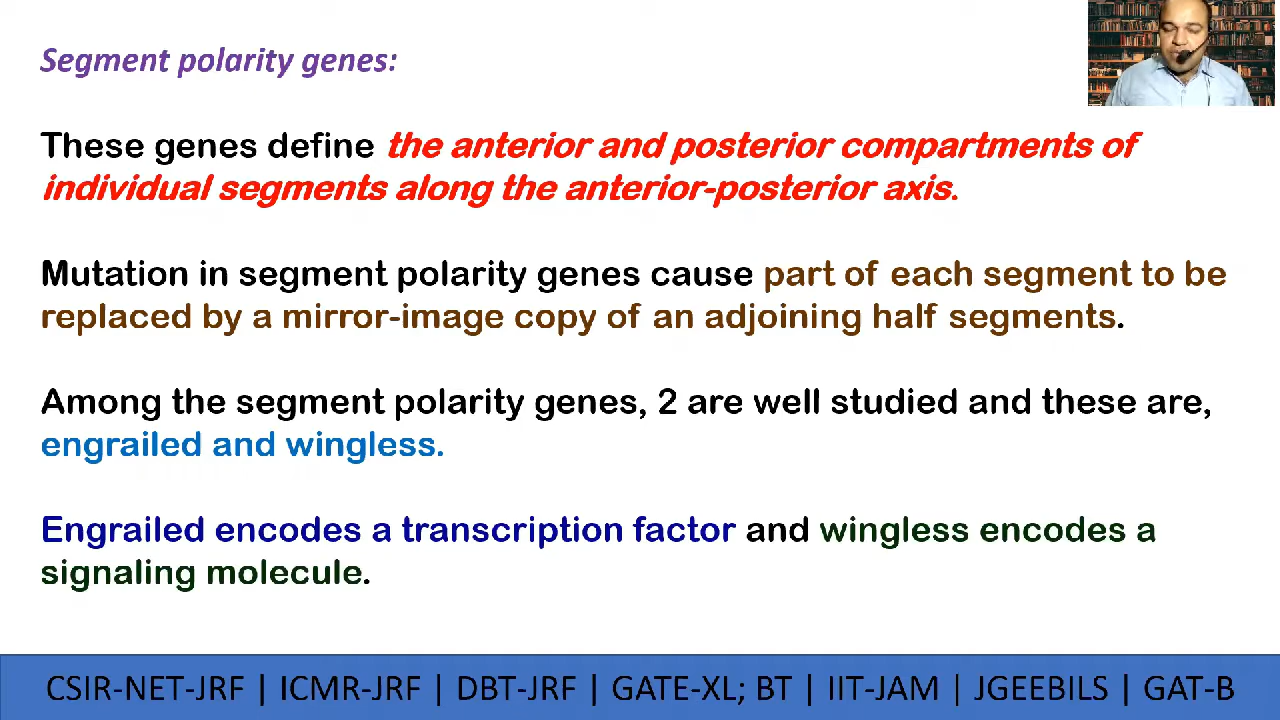 Segment polarity genes:
These genes define the anterior and posterior compartments of
individual segments along the anterior-posterior axis.
Mutation in segment polarity genes cause part of each segment to be
replaced by a mirror-image copy of an adjoining half segments.
Among the segment polarity genes, 2 are well studied and these are,
engrailed and wingless.
Engrailed encodes a transcription factor and wingless encodes a
signaling molecule.
CSIR-NET-JRF | ICMR-JRF | DBT-JRF | GATE-XL; BT | IIT-JAM | JGEEBILS | GAT-B